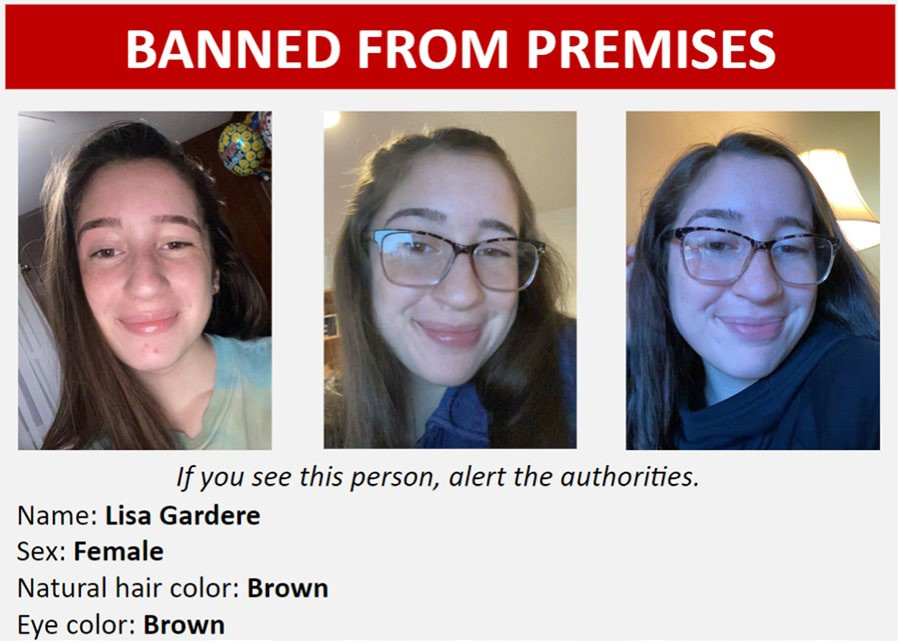 BANNED FROM PREMISES
If you see this person, alert the authorities.
Name: Lisa Gardere
Sex: Female
Natural hair color: Brown
Eye color: Brown